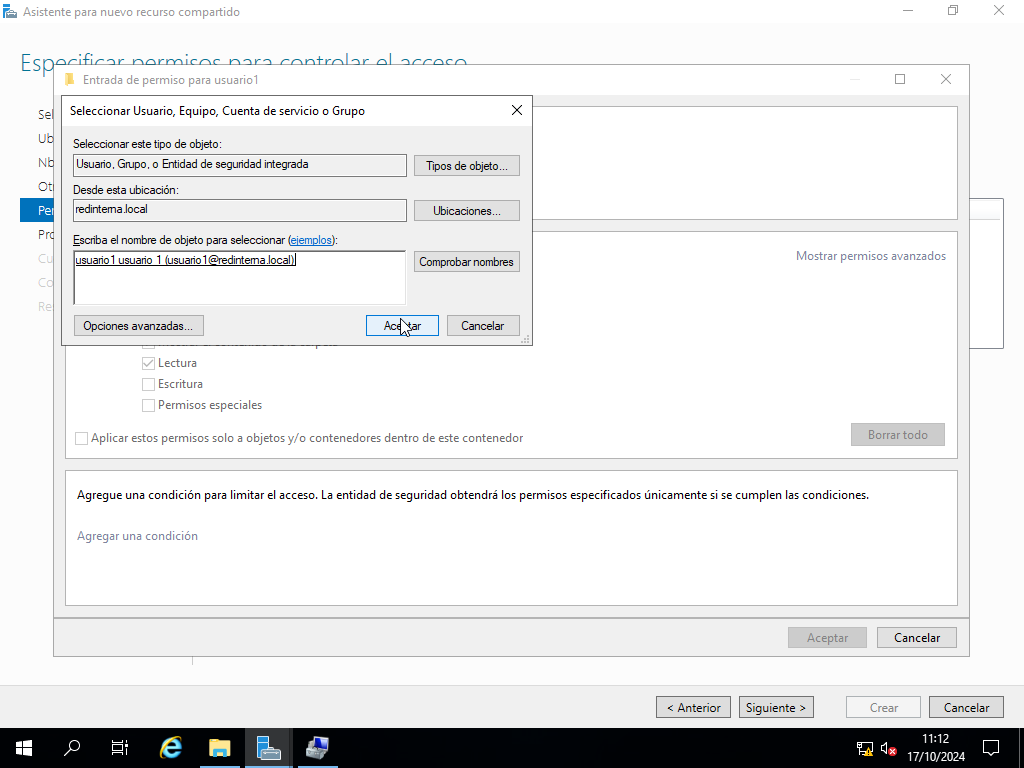 Asistente para nuevo recurso compartido
Especificar permisos para controlar el acceso
Entrada de permiso para usuario1
Seleccionar Usuario, Equipo, Cuenta de servicio o Grupo
Seleccionar este tipo de objeto:
Usuario, Grupo, o Entidad de seguridad integrada
Tipos de objeto...
Desde esta ubicación:
redinterna.local
Ubicaciones...
Escriba el nombre de objeto para seleccionar (ejemplos):
usuario1 usuario 1 (usuario1@redinterna.local)
Comprobar nombres
Opciones avanzadas...
Aceptar
Cancelar
Sel
Ub
Nb
Ot
Per
Pro
Cu
Co
Re
Mostrar permisos avanzados
Lectura
Escritura
Permisos especiales
Aplicar estos permisos solo a objetos y/o contenedores dentro de este contenedor
Borrar todo
Agregue una condición para limitar el acceso. La entidad de seguridad obtendrá los permisos especificados únicamente si se cumplen las condiciones.
Agregar una condición
Aceptar
Cancelar
< Anterior
Siguiente >
Crear
Cancelar
11:12
17/10/2024